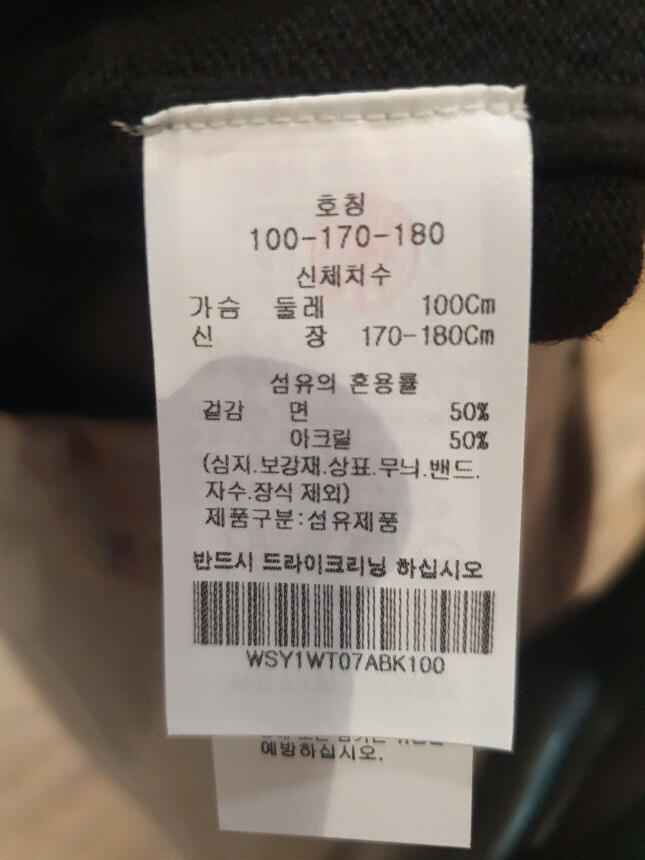 호칭
100-170-180
신체치수
가슴 둘레 100Cm
신 장 170-180Cm
섬유의 혼용률
겉감 면 50%
아크릴 50%
(심지.보강재.상표.무늬.밴드.
자수.장식 제외)
제품구분:섬유제품
반드시 드라이크리닝 하십시오
WSY1WT07ABK100
예방하십시오.